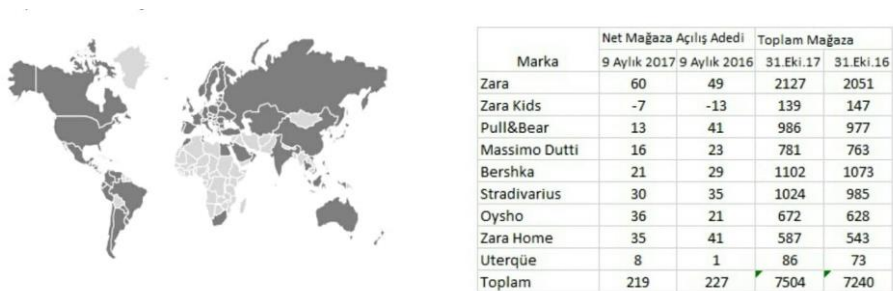 Net Mağaza Açılış Adedi Toplam Mağaza
Marka 9 Aylık 2017 9 Aylık 2016 31.Eki.17 31.Eki.16
Zara 60 49 2127 2051
Zara Kids -7 -13 139 147
Pull&Bear 13 41 986 977
Massimo Dutti 16 23 781 763
Bershka 21 29 1102 1073
Stradivarius 30 35 1024 985
Oysho 36 21 672 628
Zara Home 35 41 587 543
Uterqüe 8 1 86 73
Toplam 219 227 7504 7240